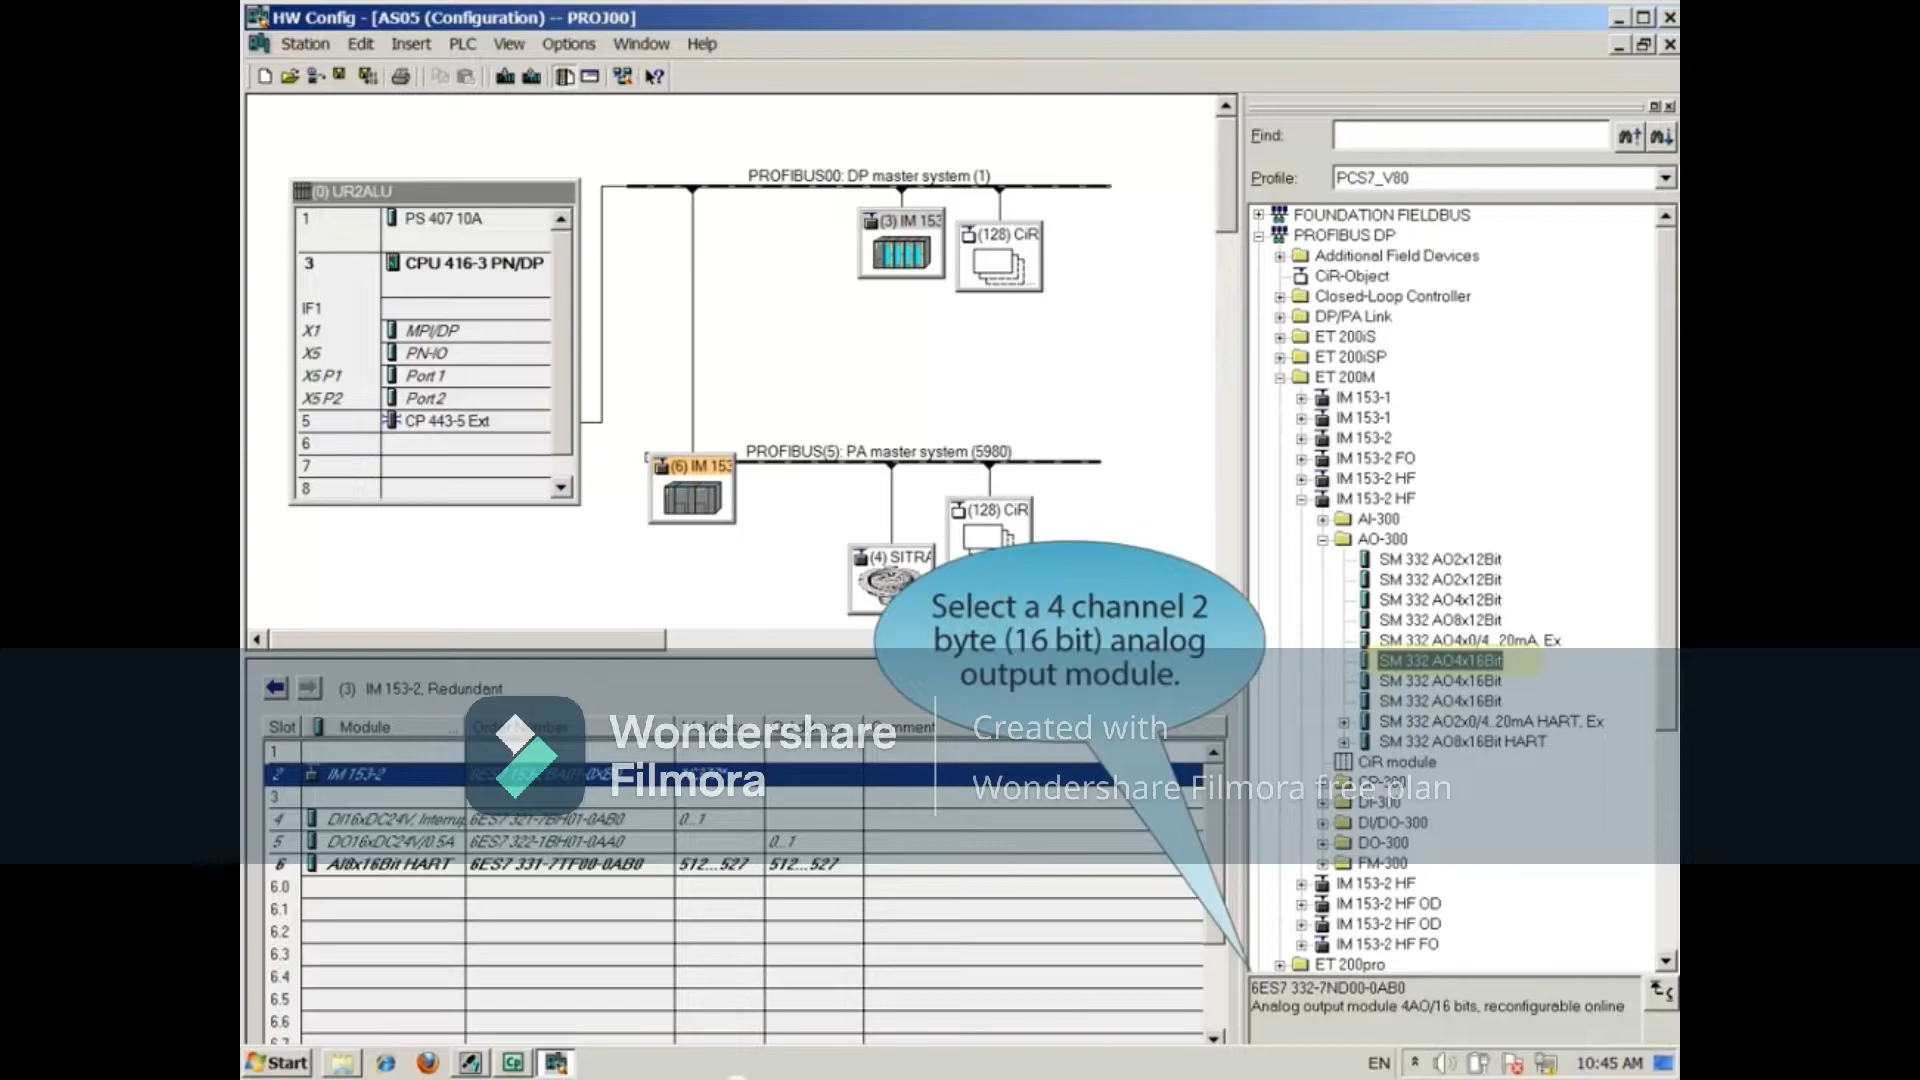 HW Config - [AS05 (Configuration) -- PROJ00]
Station Edit Insert PLC View Options Window Help
Find:
Profile: PCS7_V80
(0) UR2ALU
1 PS 407 10A
3 CPU 416-3 PN/DP
IF1
X1 MPI/DP
X5 PN-IO
X5 P1 Port 1
X5 P2 Port 2
5 CP 443-5 Ext
6
7
8
PROFIBUS00: DP master system (1)
(3) IM 153
(128) CiR
PROFIBUS(5): PA master system (5980)
(6) IM 153
(128) CiR
(4) SITRA
Select a 4 channel 2
byte (16 bit) analog
output module.
FOUNDATION FIELDBUS
PROFIBUS DP
Additional Field Devices
CiR-Object
Closed-Loop Controller
DP/PA Link
ET 200iS
ET 200iSP
ET 200M
IM 153-1
IM 153-1
IM 153-2
IM 153-2 FO
IM 153-2 HF
IM 153-2 HF
AI-300
AO-300
SM 332 AO2x12Bit
SM 332 AO2x12Bit
SM 332 AO4x12Bit
SM 332 AO8x12Bit
SM 332 AO4x0/4..20mA, Ex
SM 332 AO4x16Bit
SM 332 AO4x16Bit
SM 332 AO4x16Bit
SM 332 AO2x0/4..20mA HART, Ex
SM 332 AO8x16Bit HART
CiR module
CP-300
DI-300
DI/DO-300
DO-300
FM-300
IM 153-2 HF
IM 153-2 HF OD
IM 153-2 HF OD
IM 153-2 HF FO
ET 200pro
6ES7 332-7ND00-0AB0
Analog output module 4AO/16 bits, reconfigurable online
(3) IM 153-2, Redundant
Slot Module ... Comment
1
2 IM 153-2
3
4 DI16xDC24V, Interrup 6ES7 321-7BH01-0AB0 0...1
5 DO16xDC24V/0.5A 6ES7 322-1BH01-0AA0 0...1
6 AI8x16Bit HART 6ES7 331-7TF00-0AB0 512...527 512...527
6.0
6.1
6.2
6.3
6.4
6.5
6.6
6.7
Wondershare
Filmora
Created with
Wondershare Filmora free plan
Start
EN 10:45 AM